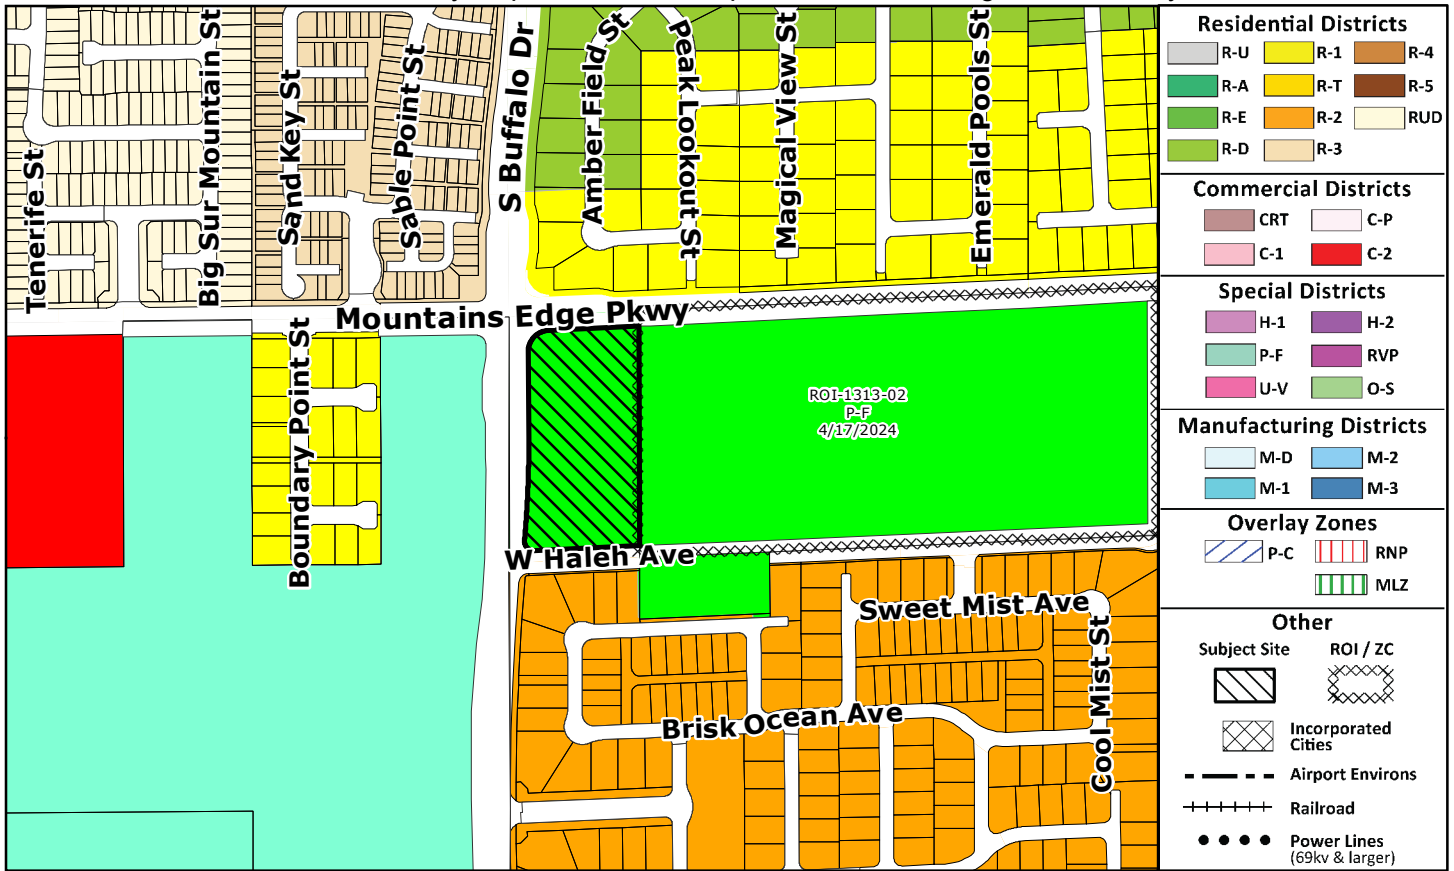 Tenerife St
Big Sur Mountain St
Sand Key St
Sable Point St
S Buffalo Dr
Amber Field St
Peak Lookout St
Magical View St
Emerald Pools St
Mountains Edge Pkwy
Boundary Point St
ROI-1313-02
P-F
4/17/2024
W Haleh Ave
Sweet Mist Ave
Cool Mist St
Brisk Ocean Ave
Residential Districts
R-U
R-1
R-4
R-A
R-T
R-5
R-E
R-2
RUD
R-D
R-3
Commercial Districts
CRT
C-P
C-1
C-2
Special Districts
H-1
H-2
P-F
RVP
U-V
O-S
Manufacturing Districts
M-D
M-2
M-1
M-3
Overlay Zones
P-C
RNP
MLZ
Other
Subject Site
ROI / ZC
Incorporated
Cities
Airport Environs
Railroad
Power Lines
(69kv & larger)